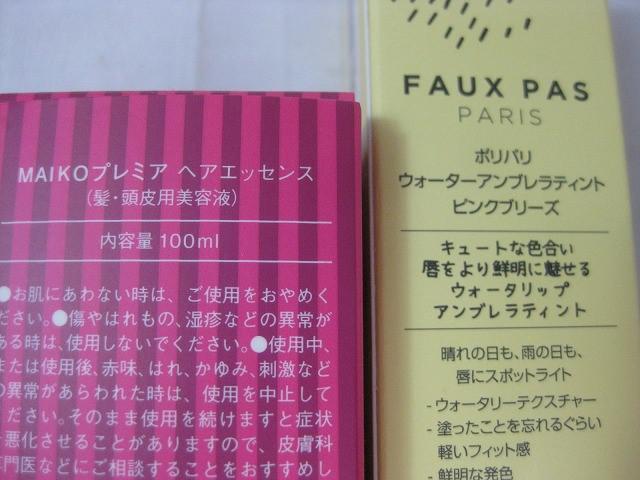 MAIKOプレミア ヘアエッセンス
(髪・頭皮用美容液)
内容量 100ml
●お肌にあわない時は、ご使用をおやめく
ださい。●傷やはれもの、湿疹などの異常が
ある時は、使用しないでください。●使用中、
または使用後、赤味、はれ、かゆみ、刺激など
の異常があらわれた時は、使用を中止して
ください。そのまま使用を続けますと症状
を悪化させることがありますので、皮膚科
専門医などにご相談することをおすすめし
FAUX PAS
PARIS
ポリパリ
ウォーターアンブレラティント
ピンクブリーズ
キュートな色合い
唇をより鮮明に魅せる
ウォータリップ
アンブレラティント
晴れの日も、雨の日も、
唇にスポットライト
- ウォータリーテクスチャー
- 塗ったことを忘れるぐらい
軽いフィット感
- 鮮明な発色